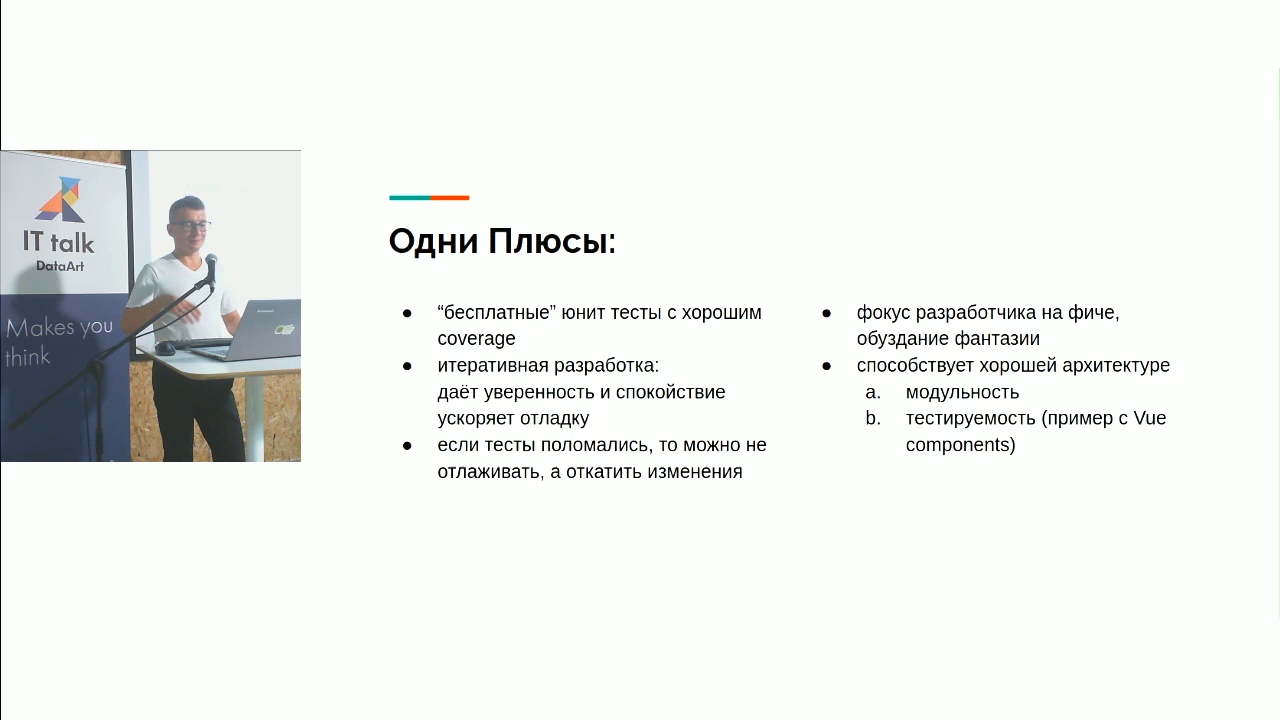 IT talk
DataArt
Makes you
think
Одни Плюсы:
● “бесплатные” юнит тесты с хорошим
coverage
● итеративная разработка:
даёт уверенность и спокойствие
ускоряет отладку
● если тесты поломались, то можно не
отлаживать, а откатить изменения
● фокус разработчика на фиче,
обуздание фантазии
● способствует хорошей архитектуре
a. модульность
b. тестируемость (пример с Vue
components)